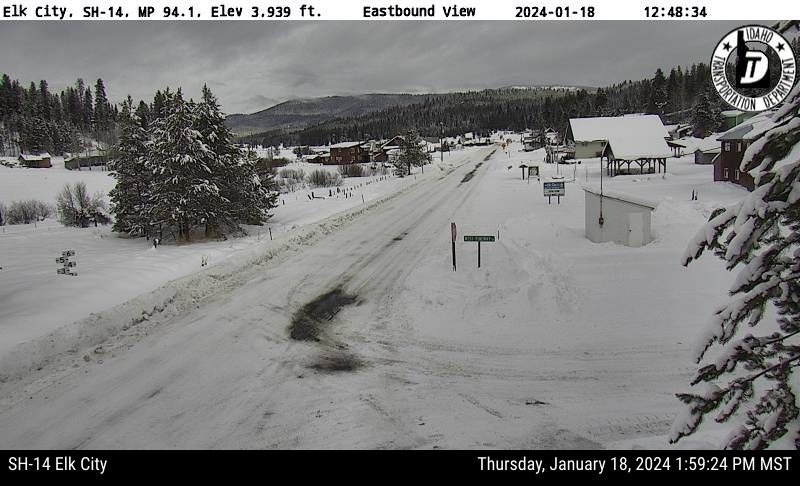 Elk City, SH-14, MP 94.1, Elev 3,939 ft. Eastbound View 2024-01-18 12:48:34
IDAHO
TRANSPORTATION DEPARTMENT
SH-14 Elk City Thursday, January 18, 2024 1:59:24 PM MST